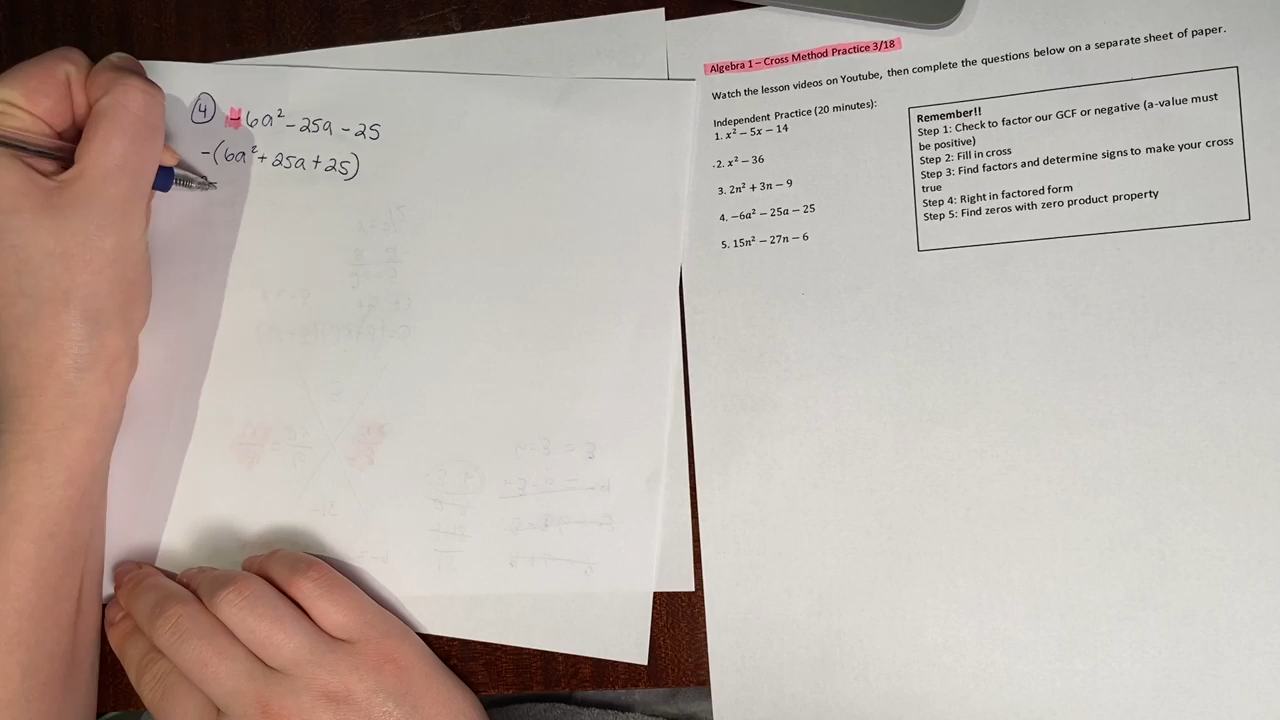 ④ -6a² - 25a - 25
-(6a² + 25a + 25)
Algebra 1 – Cross Method Practice 3/18
Watch the lesson videos on Youtube, then complete the questions below on a separate sheet of paper.
Independent Practice (20 minutes):
1. x² − 5x − 14
.2. x² − 36
3. 2n² + 3n − 9
4. −6a² − 25a − 25
5. 15n² − 27n − 6
Remember!!
Step 1: Check to factor our GCF or negative (a-value must
be positive)
Step 2: Fill in cross
Step 3: Find factors and determine signs to make your cross
true
Step 4: Right in factored form
Step 5: Find zeros with zero product property